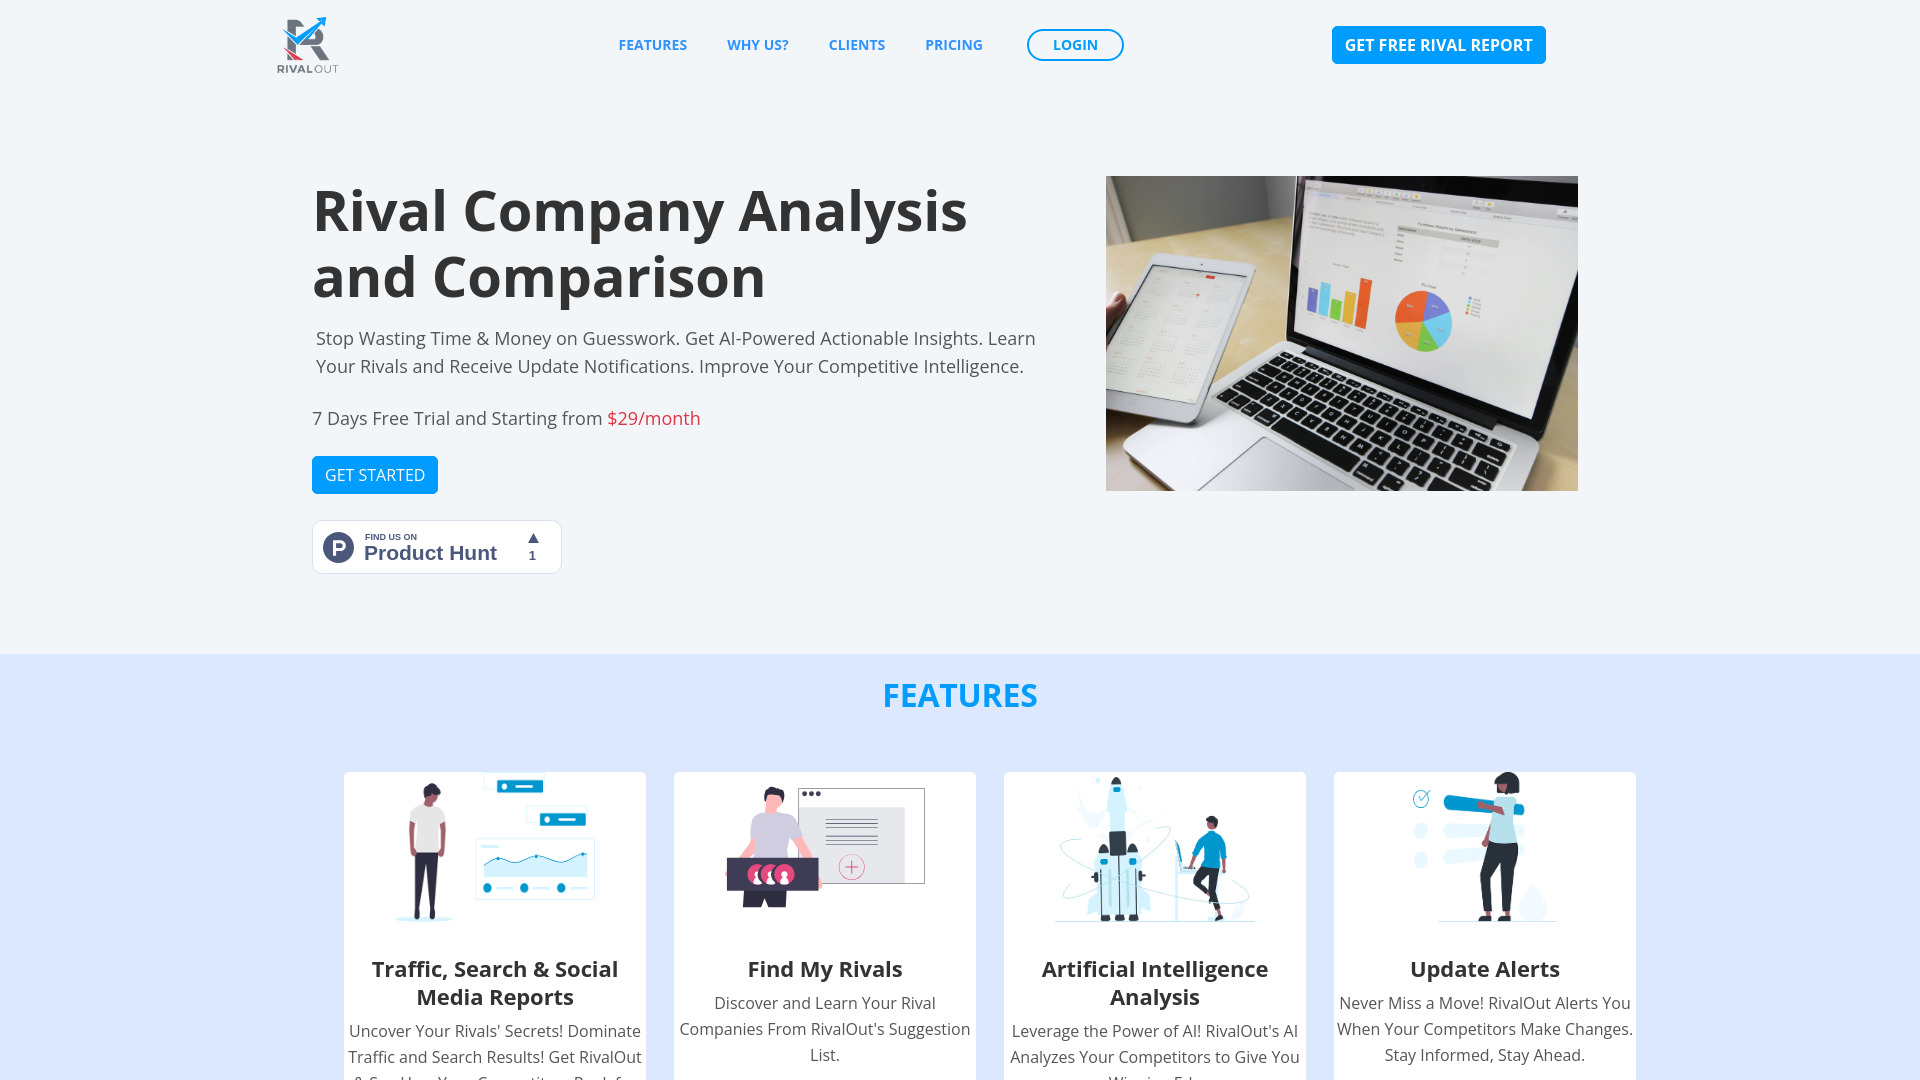 RIVALOUT
FEATURES
WHY US?
CLIENTS
PRICING
LOGIN
GET FREE RIVAL REPORT
Rival Company Analysis
and Comparison
Stop Wasting Time & Money on Guesswork. Get AI-Powered Actionable Insights. Learn
Your Rivals and Receive Update Notifications. Improve Your Competitive Intelligence.
7 Days Free Trial and Starting from $29/month
GET STARTED
FIND US ON
Product Hunt
1
FEATURES
Traffic, Search & Social
Media Reports
Uncover Your Rivals' Secrets! Dominate
Traffic and Search Results! Get RivalOut
Find My Rivals
Discover and Learn Your Rival
Companies From RivalOut's Suggestion
List.
Artificial Intelligence
Analysis
Leverage the Power of AI! RivalOut's AI
Analyzes Your Competitors to Give You
Update Alerts
Never Miss a Move! RivalOut Alerts You
When Your Competitors Make Changes.
Stay Informed, Stay Ahead.